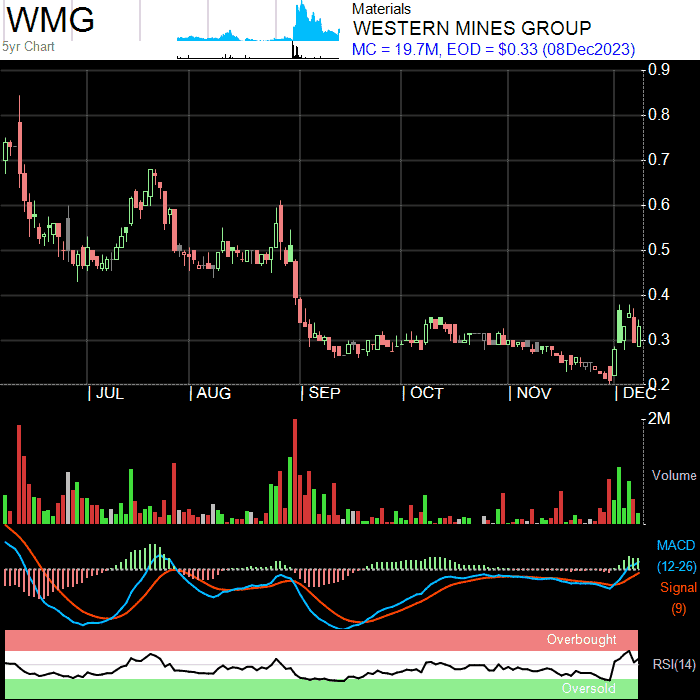 WMG
5yr Chart
Materials
WESTERN MINES GROUP
MC = 19.7M, EOD = $0.33 (08Dec2023)
0.9
0.8
0.7
0.6
0.5
0.4
0.3
0.2
JUL
AUG
SEP
OCT
NOV
DEC
2M
Volume
MACD
(12-26)
Signal
(9)
Overbought
RSI(14)
Oversold